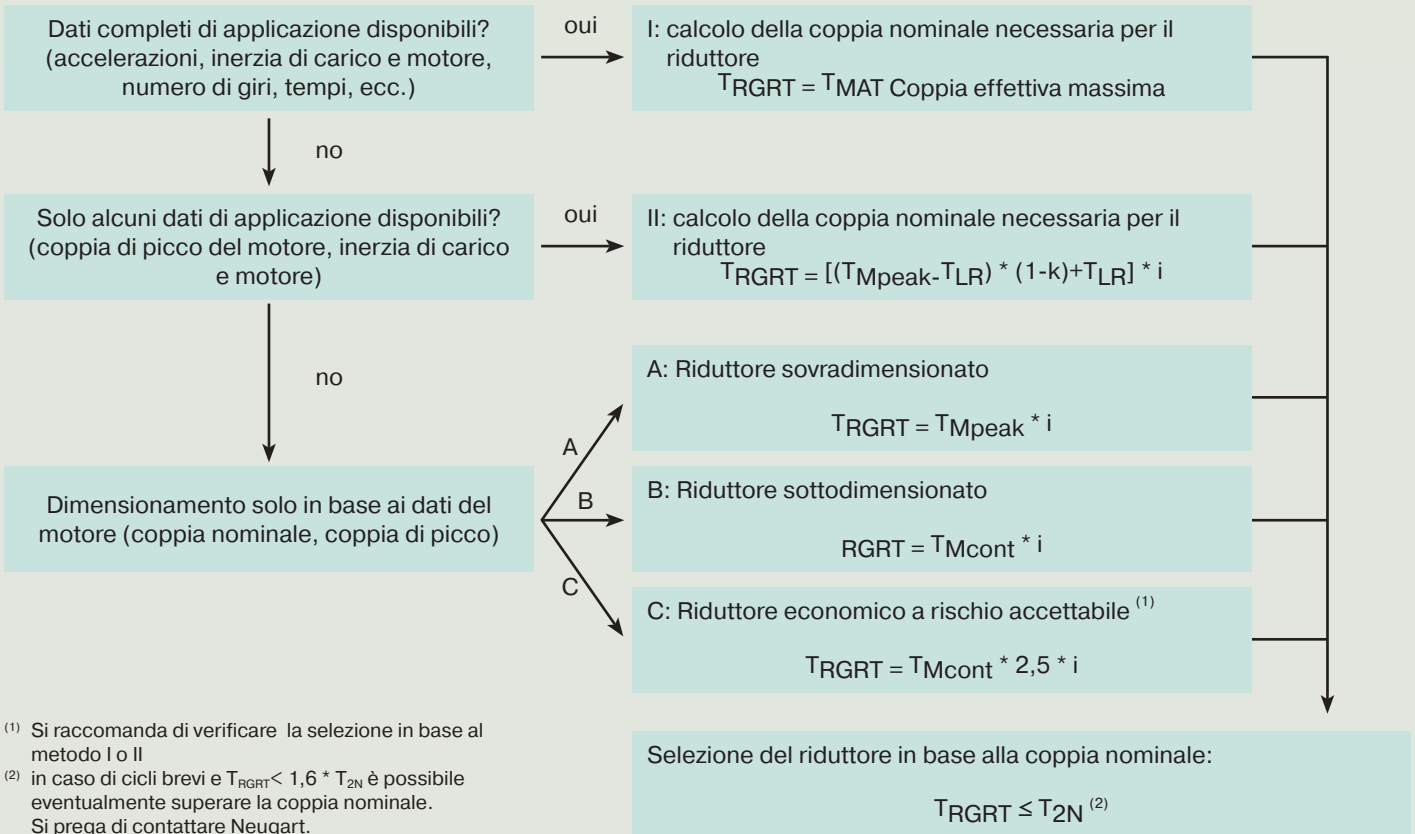 Dati completi di applicazione disponibili?
(accelerazioni, inerzia di carico e motore,
numero di giri, tempi, ecc.)
oui
I: calcolo della coppia nominale necessaria per il
riduttore
TRGRT = TMAT Coppia effettiva massima
no
Solo alcuni dati di applicazione disponibili?
(coppia di picco del motore, inerzia di carico
e motore)
oui
II: calcolo della coppia nominale necessaria per il
riduttore
TRGRT = [(TMpeak-TLR) * (1-k)+TLR] * i
no
Dimensionamento solo in base ai dati del
motore (coppia nominale, coppia di picco)
A
B
C
A: Riduttore sovradimensionato
TRGRT = TMpeak * i
B: Riduttore sottodimensionato
RGRT = TMcont * i
C: Riduttore economico a rischio accettabile (1)
TRGRT = TMcont * 2,5 * i
(1) Si raccomanda di verificare la selezione in base al
metodo I o II
(2) in caso di cicli brevi e TRGRT< 1,6 * T2N è possibile
eventualmente superare la coppia nominale.
Si prega di contattare Neugart.
Selezione del riduttore in base alla coppia nominale:
TRGRT ≤ T2N (2)